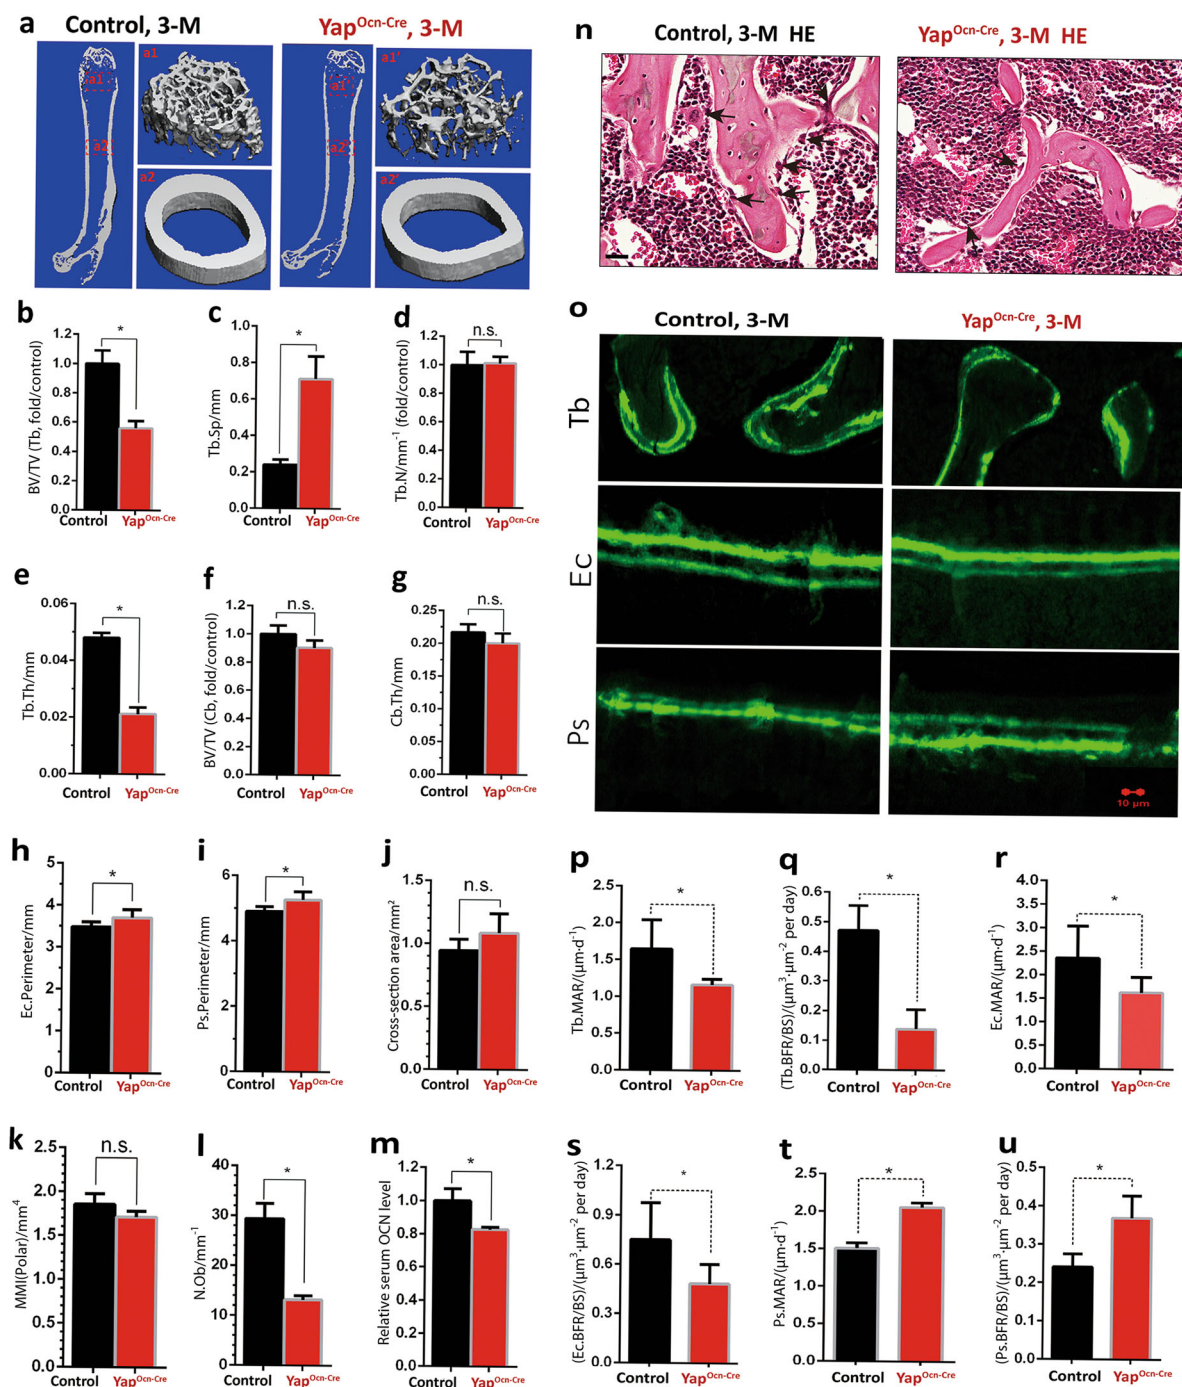 a Control, 3-M Yap^Ocn-Cre, 3-M
a1 a1 a1 a1'
a2 a2 a2 a2'
b
BV/TV (Tb, fold/control)
1.2
1.0
0.8
0.6
0.4
0.2
0.0
*
Control Yap^Ocn-Cre
c
Tb.Sp/mm
1.0
0.8
0.6
0.4
0.2
0.0
*
Control Yap^Ocn-Cre
d
Tb.N/mm⁻¹ (fold/control)
1.2
1.0
0.8
0.6
0.4
0.2
0.0
n.s.
Control Yap^Ocn-Cre
e
Tb.Th/mm
0.06
0.04
0.02
0.00
*
Control Yap^Ocn-Cre
f
BV/TV (Cb, fold/control)
1.2
1.0
0.8
0.6
0.4
0.2
0.0
n.s.
Control Yap^Ocn-Cre
g
Cb.Th/mm
0.25
0.20
0.15
0.10
0.05
0.00
n.s.
Control Yap^Ocn-Cre
h
Ec.Perimeter/mm
5
4
3
2
1
0
*
Control Yap^Ocn-Cre
i
Ps.Perimeter/mm
6
4
2
0
*
Control Yap^Ocn-Cre
j
Cross-section area/mm²
2.0
1.5
1.0
0.5
0.0
n.s.
Control Yap^Ocn-Cre
k
MMI(Polar)/mm⁴
2.5
2.0
1.5
1.0
0.5
0.0
n.s.
Control Yap^Ocn-Cre
l
N.Ob/mm⁻¹
40
30
20
10
0
*
Control Yap^Ocn-Cre
m
Relative serum OCN level
1.2
1.0
0.8
0.6
0.4
0.2
0.0
*
Control Yap^Ocn-Cre
n Control, 3-M HE Yap^Ocn-Cre, 3-M HE
o Control, 3-M Yap^Ocn-Cre, 3-M
Tb
Ec
Ps
10 μm
p
Tb.MAR/(μm·d⁻¹)
2.5
2.0
1.5
1.0
0.5
0.0
*
Control Yap^Ocn-Cre
q
(Tb.BFR/BS)/(μm³·μm⁻² per day)
0.6
0.5
0.4
0.3
0.2
0.1
0.0
*
Control Yap^Ocn-Cre
r
Ec.MAR/(μm·d⁻¹)
4.0
3.5
3.0
2.5
2.0
1.5
1.0
0.5
0.0
*
Control Yap^Ocn-Cre
s
(Ec.BFR/BS)/(μm³·μm⁻² per day)
1.2
0.9
0.6
0.3
0.0
*
Control Yap^Ocn-Cre
t
Ps.MAR/(μm·d⁻¹)
2.5
2.0
1.5
1.0
0.5
0.0
*
Control Yap^Ocn-Cre
u
(Ps.BFR/BS)/(μm³·μm⁻² per day)
0.5
0.4
0.3
0.2
0.1
0.0
*
Control Yap^Ocn-Cre